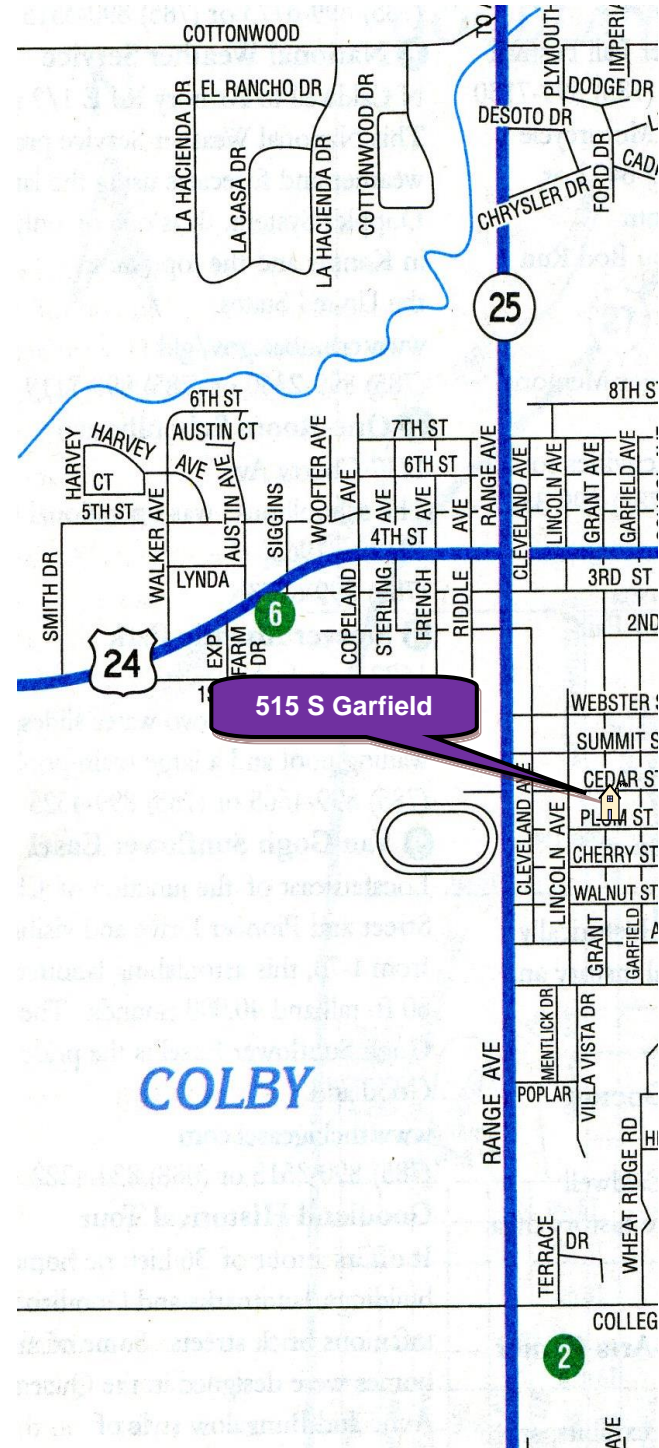 COTTONWOOD
TO
PLYMOUTH
IMPERI
LA HACIENDA DR
EL RANCHO DR
LA CASA DR
LA HACIENDA DR
COTTONWOOD DR
DODGE DR
DESOTO DR
CHRYSLER DR
FORD DR
CADI
25
6TH ST
AUSTIN CT
HARVEY
HARVEY
AVE
CT
5TH ST
WALKER AVE
AUSTIN AVE
SIGGINS
WOOFTER AVE
7TH ST
6TH ST
AVE
AVE
AVE
AVE
RANGE AVE
CLEVELAND AVE
LINCOLN AVE
GRANT AVE
GARFIELD AVE
8TH S
4TH ST
SMITH DR
LYNDA
6
24
EXP
FARM
DR.
COPELAND
STERLING
FRENCH
RIDDLE
3RD ST
2ND
515 S Garfield
WEBSTER S
SUMMIT S
CEDAR ST
PLUM ST
CHERRY ST
WALNUT ST
CLEVELAND AVE
LINCOLN AVE
GRANT
GARFIELD
A
COLBY
RANGE AVE
MENTLICK DR
VILLA VISTA DR
POPLAR
TERRACE
DR
WHEAT RIDGE RD
COLLEG
2
AVE